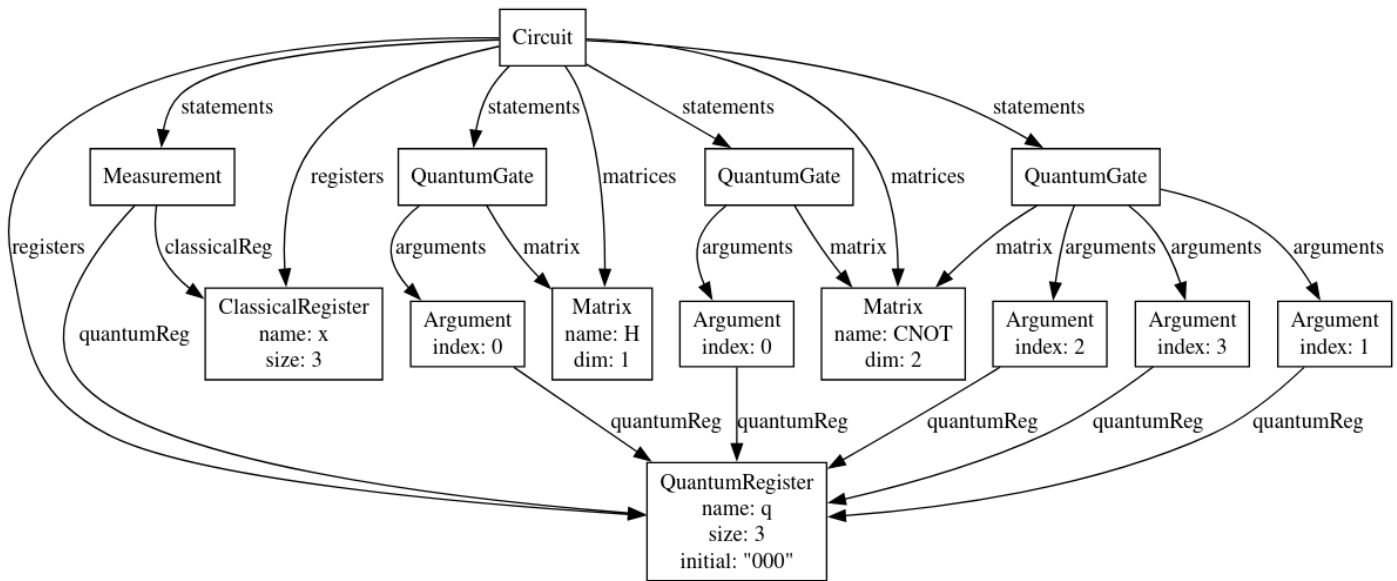 Circuit
statements
statements
statements
statements
Measurement
registers
QuantumGate
QuantumGate
matrices
QuantumGate
registers
classicalReg
arguments
matrix
arguments
matrix
matrix
arguments
arguments
arguments
quantumReg
ClassicalRegister
name: x
size: 3
Argument
index: 0
Matrix
name: H
dim: 1
Argument
index: 0
Matrix
name: CNOT
dim: 2
Argument
index: 2
Argument
index: 3
Argument
index: 1
quantumReg
quantumReg
quantumReg
quantumReg
quantumReg
QuantumRegister
name: q
size: 3
initial: "000"